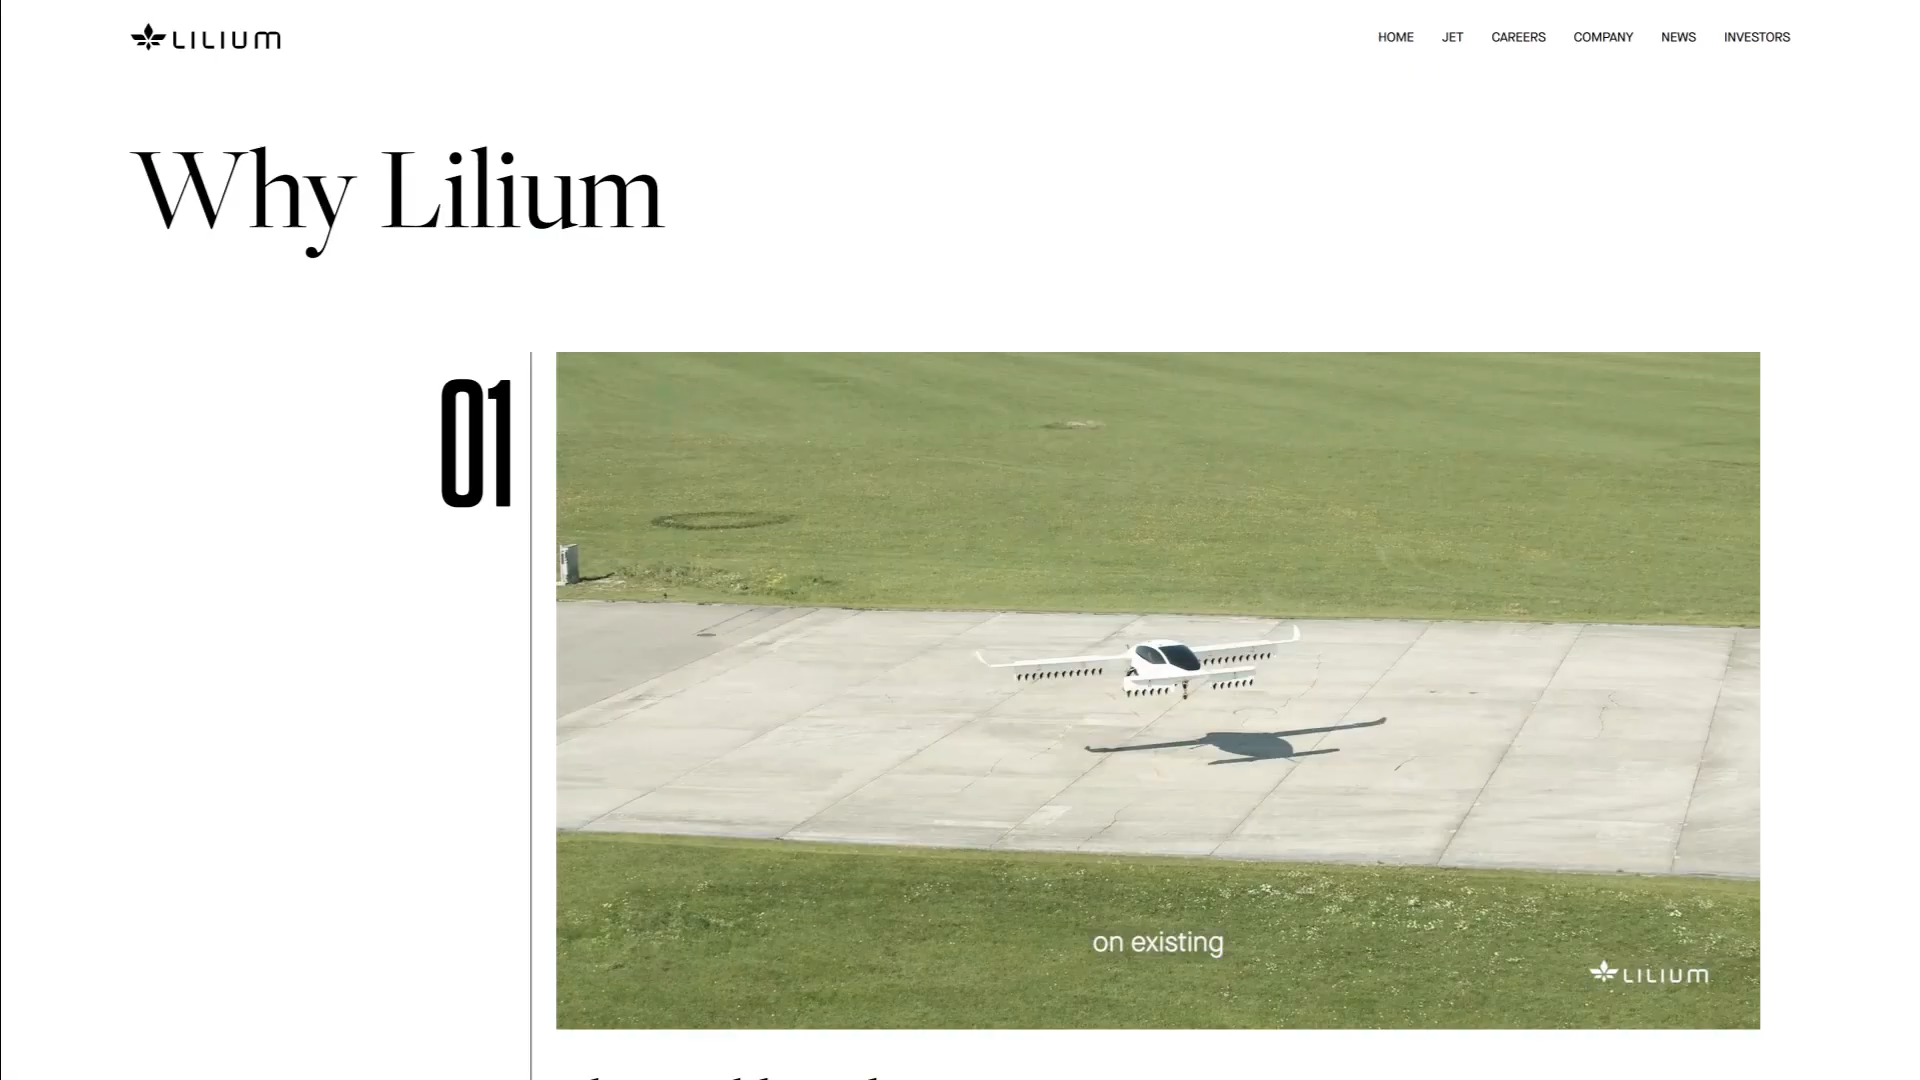 LILIUM
HOME JET CAREERS COMPANY NEWS INVESTORS
Why Lilium
01
on existing
LILIUM